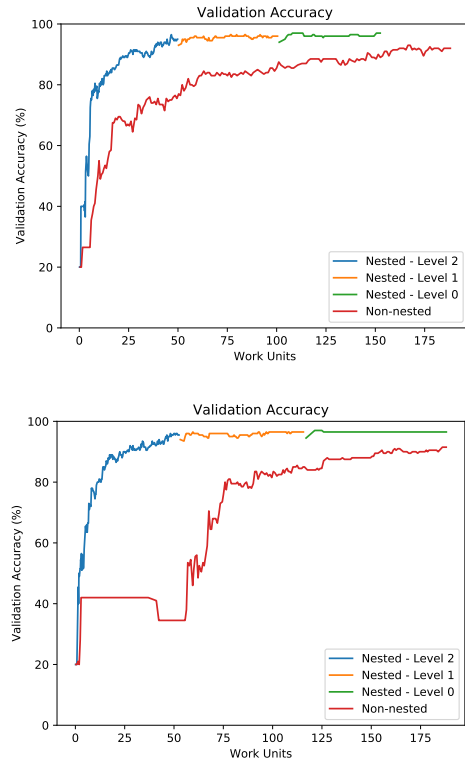 Validation Accuracy
100
80
60
40
20
0
Validation Accuracy (%)
0 25 50 75 100 125 150 175
Work Units
Nested - Level 2
Nested - Level 1
Nested - Level 0
Non-nested
Validation Accuracy
100
80
60
40
20
0
Validation Accuracy (%)
0 25 50 75 100 125 150 175
Work Units
Nested - Level 2
Nested - Level 1
Nested - Level 0
Non-nested